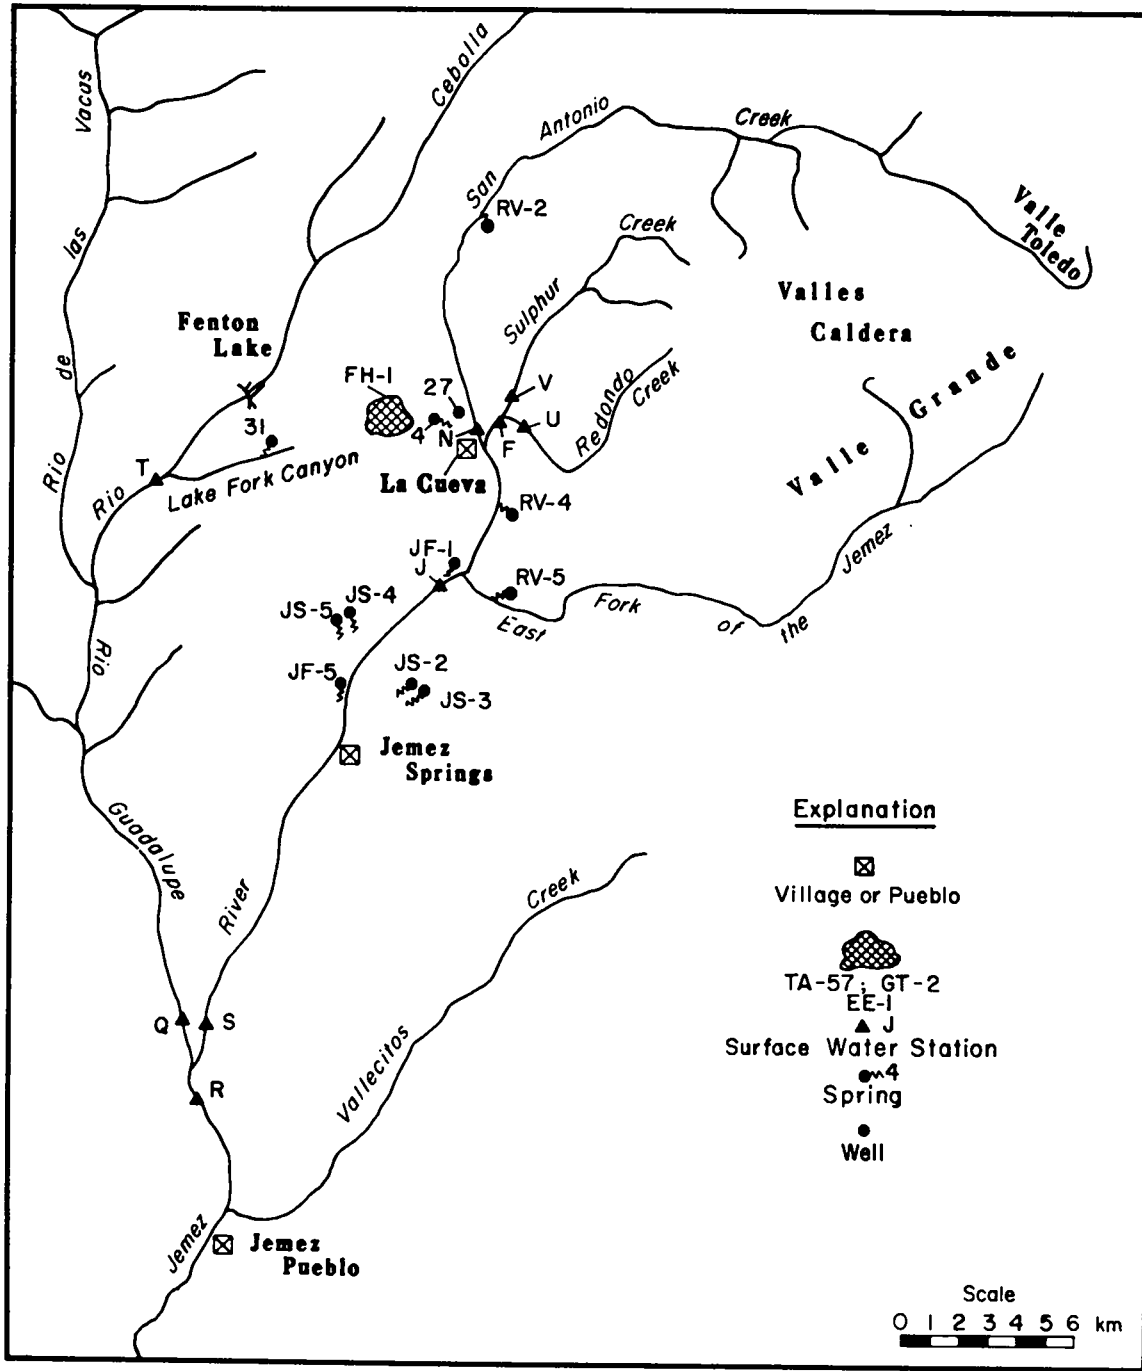 Vacus
las
de
Rio
Cebolla
San
Antonio
Creek
RV-2
Valle
Toledo
Creek
Sulphur
Valles
Caldera
Fenton
Lake
FH-1
27
4
N
V
F
U
Redondo
Creek
Valle Grande
31
T
Rio
Lake Fork Canyon
La Cueva
RV-4
JF-1
J
RV-5
East Fork of the Jemez
JS-4
JS-5
JF-5
JS-2
JS-3
Rio
Guadalupe
Jemez
Springs
River
Q
S
R
Vallecitos
Creek
Jemez
Jemez
Pueblo
Explanation
Village or Pueblo
TA-57; GT-2
EE-1
J
Surface Water Station
4
Spring
Well
Scale
0 1 2 3 4 5 6 km